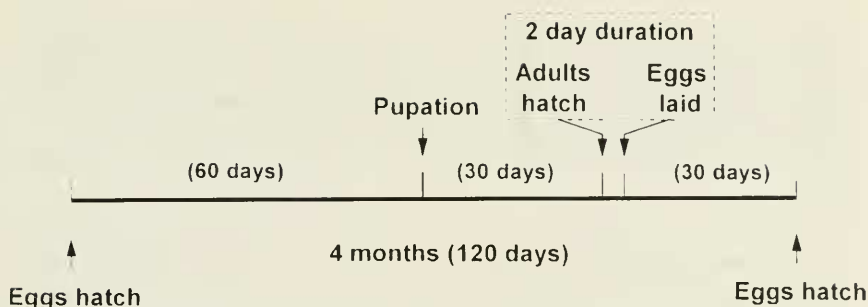 2 day duration
Adults hatch
Eggs laid
Pupation
(60 days)
(30 days)
(30 days)
4 months (120 days)
Eggs hatch
Eggs hatch